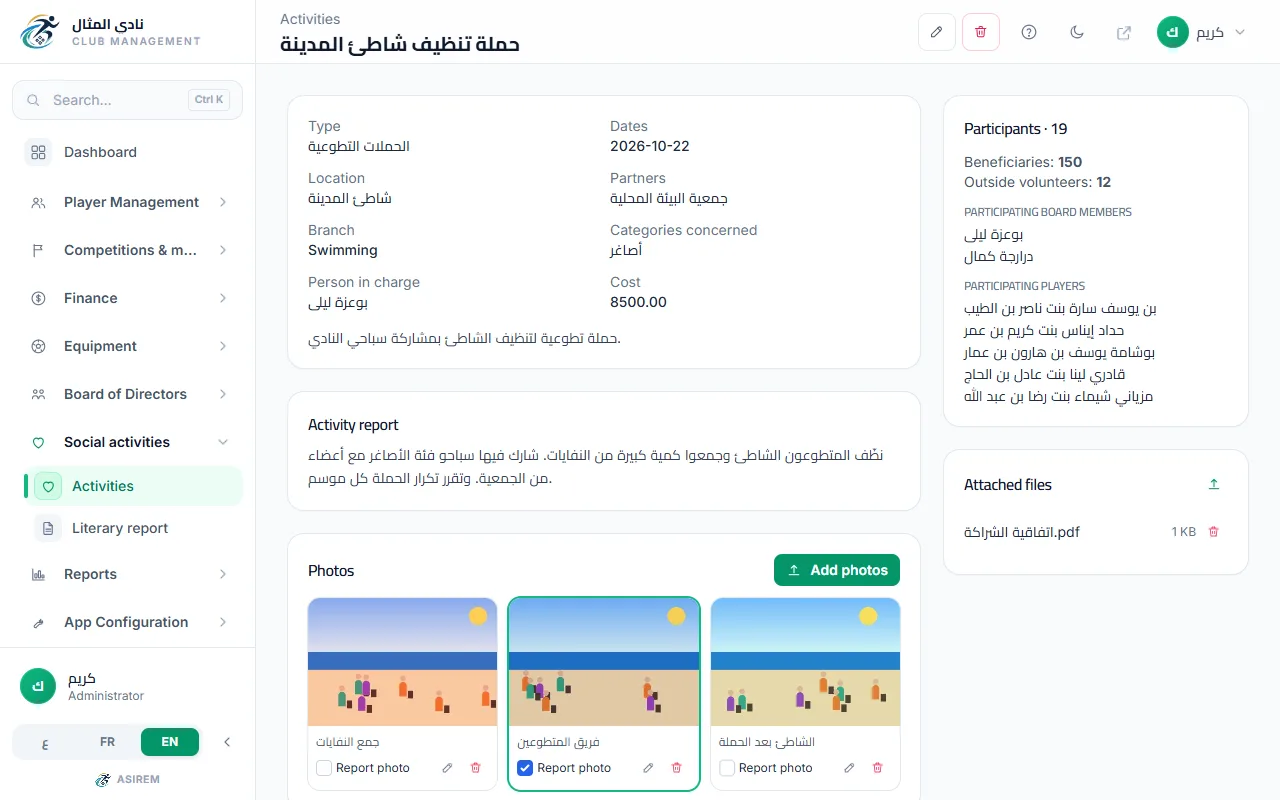 نادي المثال
CLUB MANAGEMENT
Search...
Ctrl K
Dashboard
Player Management
Competitions & m...
Finance
Equipment
Board of Directors
Social activities
Activities
Literary report
Reports
App Configuration
ك
كريم
Administrator
ع
FR
EN
ASIREM
Activities
حملة تنظيف شاطئ المدينة
ك
كريم
Type
الحملات التطوعية
Dates
2026-10-22
Location
شاطئ المدينة
Partners
جمعية البيئة المحلية
Branch
Swimming
Categories concerned
أصاغر
Person in charge
بوعزة ليلى
Cost
8500.00
حملة تطوعية لتنظيف الشاطئ بمشاركة سباحي النادي.
Activity report
نظّف المتطوعون الشاطئ وجمعوا كمية كبيرة من النفايات. شارك فيها سباحو فئة الأصاغر مع أعضاء
من الجمعية. وتقرر تكرار الحملة كل موسم.
Photos
Add photos
جمع النفايات
Report photo
فريق المتطوعين
Report photo
الشاطئ بعد الحملة
Report photo
Participants · 19
Beneficiaries: 150
Outside volunteers: 12
PARTICIPATING BOARD MEMBERS
بوعزة ليلى
درارجة كمال
PARTICIPATING PLAYERS
بن يوسف سارة بنت ناصر بن الطيب
حداد إيناس بنت كريم بن عمر
بوشامة يوسف بن هارون بن عمار
قادري لينا بنت عادل بن الحاج
مزياني شيماء بنت رضا بن عبد الله
Attached files
اتفاقية الشراكة.pdf
1 KB